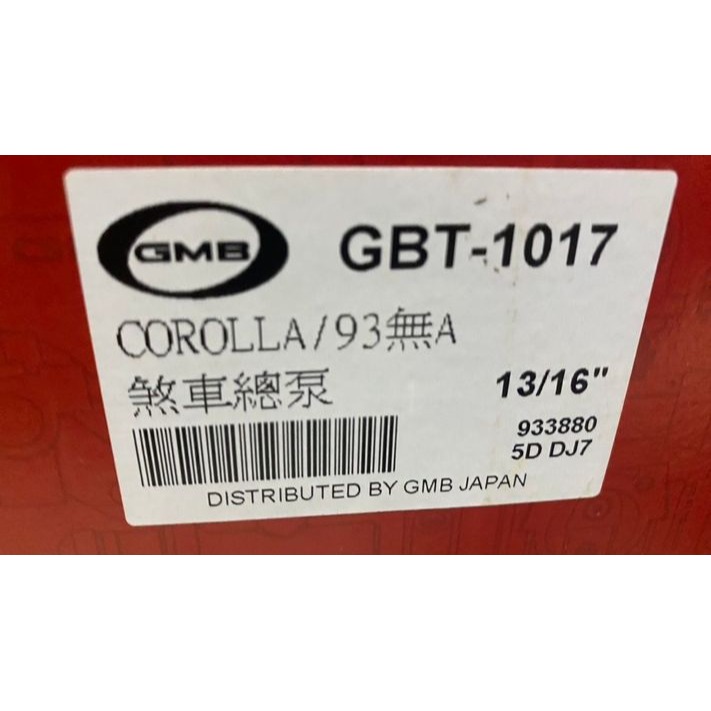 GMB
GBT-1017
COROLLA/93無A
煞車總泵
13/16"
933880
5D DJ7
DISTRIBUTED BY GMB JAPAN